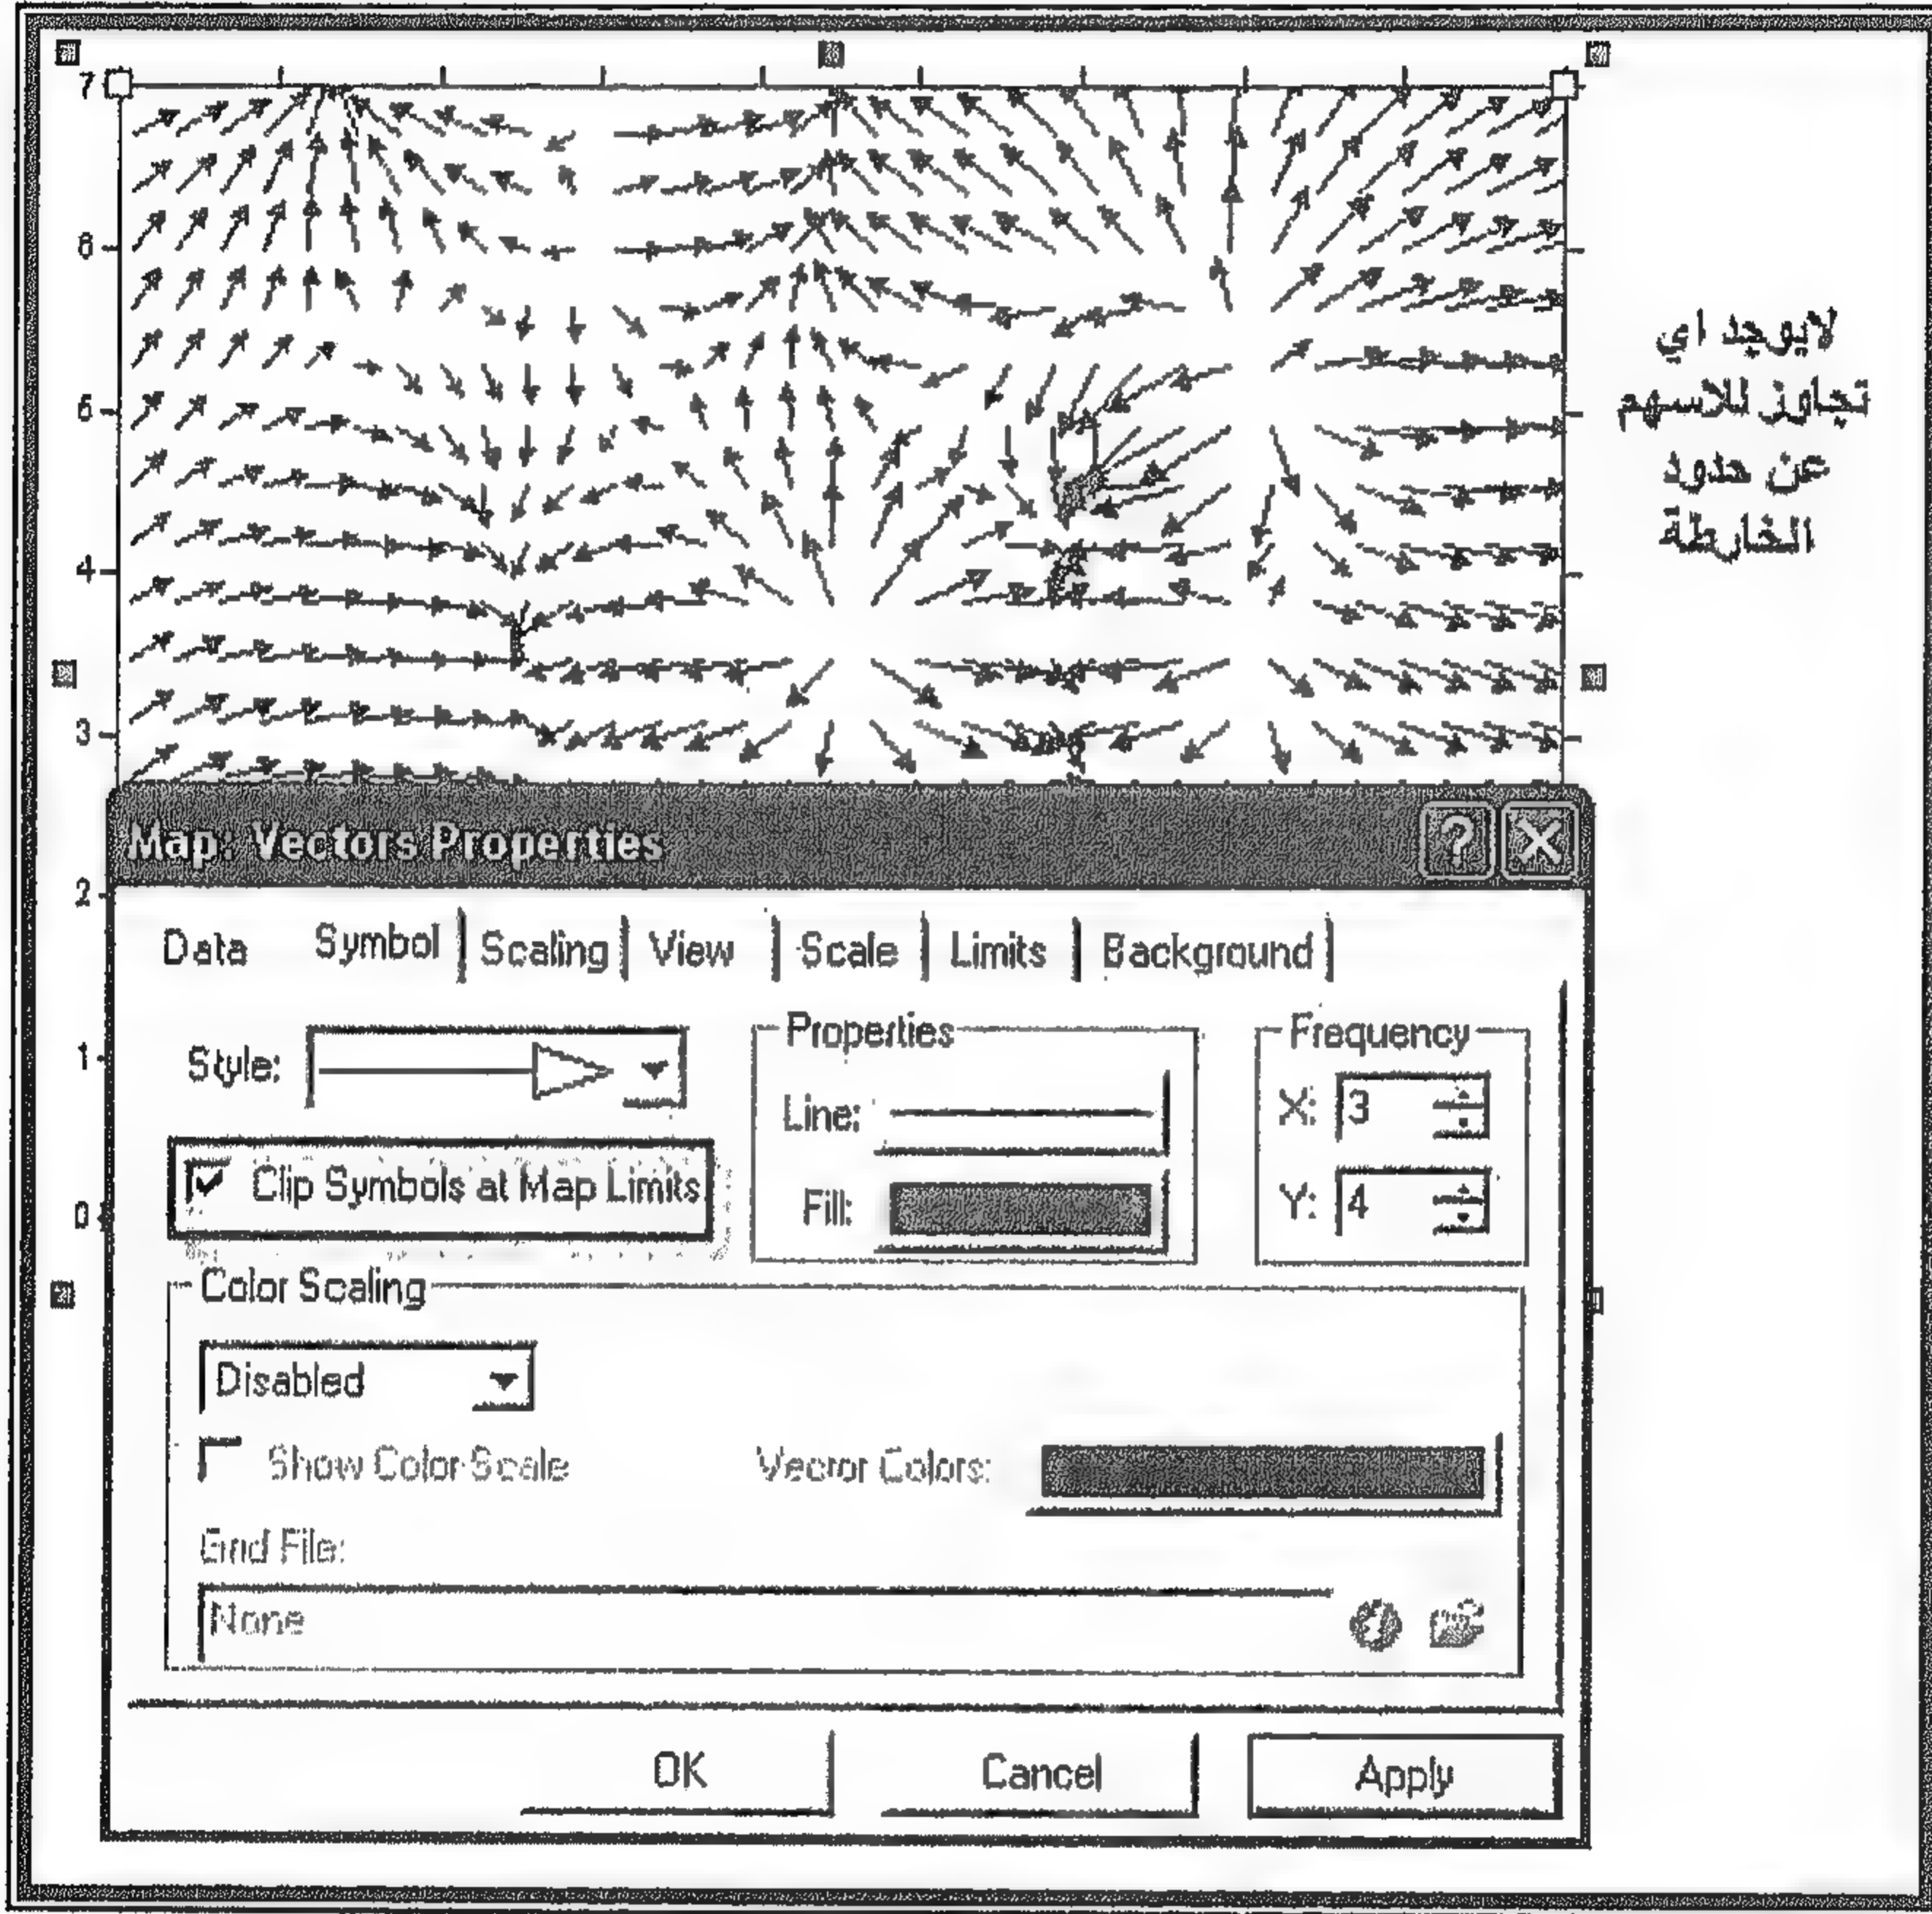 7
6
5
4
3
2
1
0
لايوجد اي
تجاوز للاسهم
عن حدود
الخارطة
Map: Vectors Properties
? X
Data Symbol Scaling View Scale Limits Background
Style:
Clip Symbols at Map Limits
Properties
Line:
Fill:
Frequency
X: 3
Y: 4
Color Scaling
Disabled
Show Color Scale
Vector Colors:
Grid File:
None
OK Cancel Apply